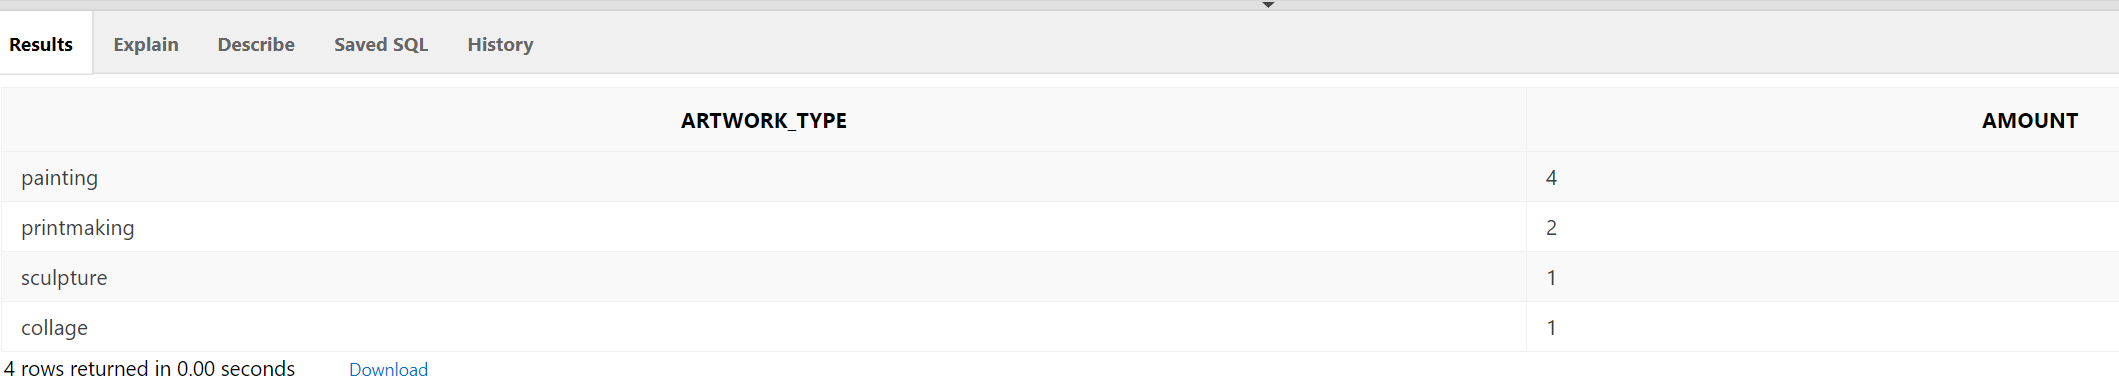 Results Explain Describe Saved SQL History
ARTWORK_TYPE AMOUNT
painting 4
printmaking 2
sculpture 1
collage 1
4 rows returned in 0.00 seconds Download